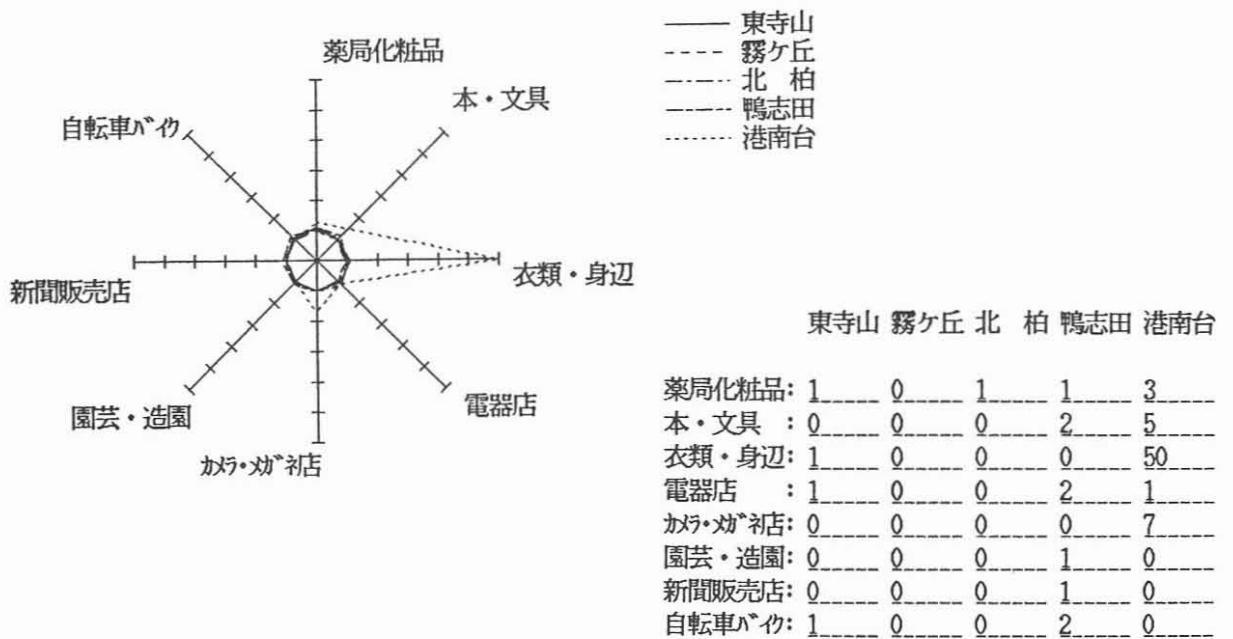 東寺山
霧ケ丘
北 柏
鴨志田
港南台
薬局化粧品
本・文具
自転車バイク
衣類・身辺
新聞販売店
電器店
園芸・造園
カメラ・メガネ店
東寺山 霧ケ丘 北 柏 鴨志田 港南台
薬局化粧品: 1 0 1 1 3
本・文具 : 0 0 0 2 5
衣類・身辺: 1 0 0 0 50
電器店 : 1 0 0 2 1
カメラ・メガネ店: 0 0 0 0 7
園芸・造園: 0 0 0 1 0
新聞販売店: 0 0 0 1 0
自転車バイク: 1 0 0 2 0